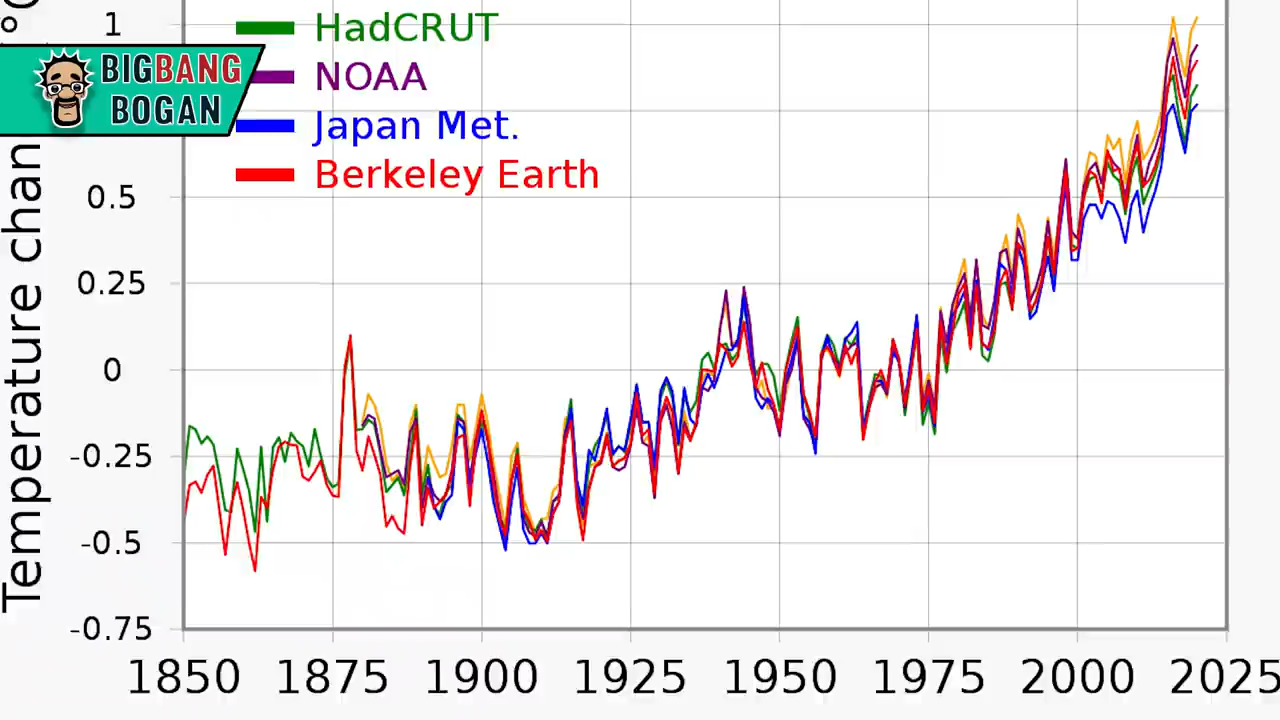 HadCRUT
NOAA
Japan Met.
Berkeley Earth
BIGBANG
BOGAN
Temperature chan
°C
1
0.5
0.25
0
-0.25
-0.5
-0.75
1850 1875 1900 1925 1950 1975 2000 2025